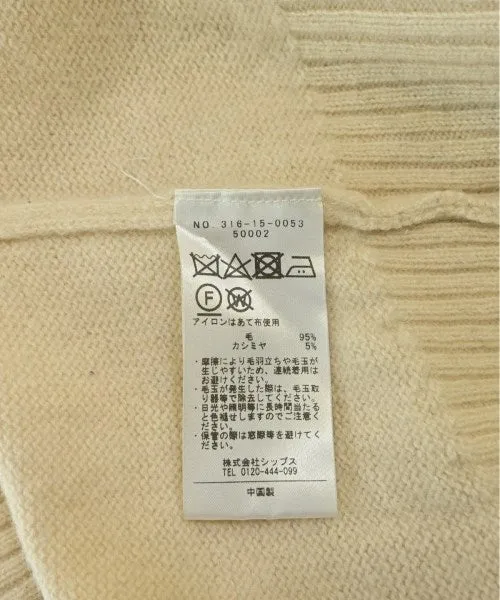 NO. 316-15-0053
50002
F W
アイロンはあて布使用
毛 95%
カシミヤ 5%
・摩擦により毛羽立ちや毛玉が
生じやすいため、連続着用は
お避けください。
・毛玉が発生した際は、毛玉取
り器等で除去してください。
・日光や照明等に長時間当たる
と色褪せしますのでご注意く
ださい。
・保管の際は窓際等を避けてく
ださい。
株式会社シップス
TEL 0120-444-099
中国製